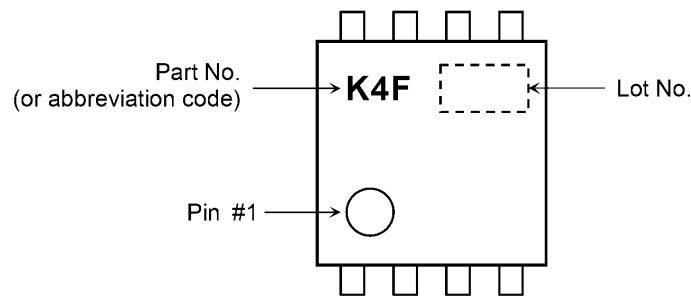 Part No.
(or abbreviation code)
K4F
Lot No.
Pin #1